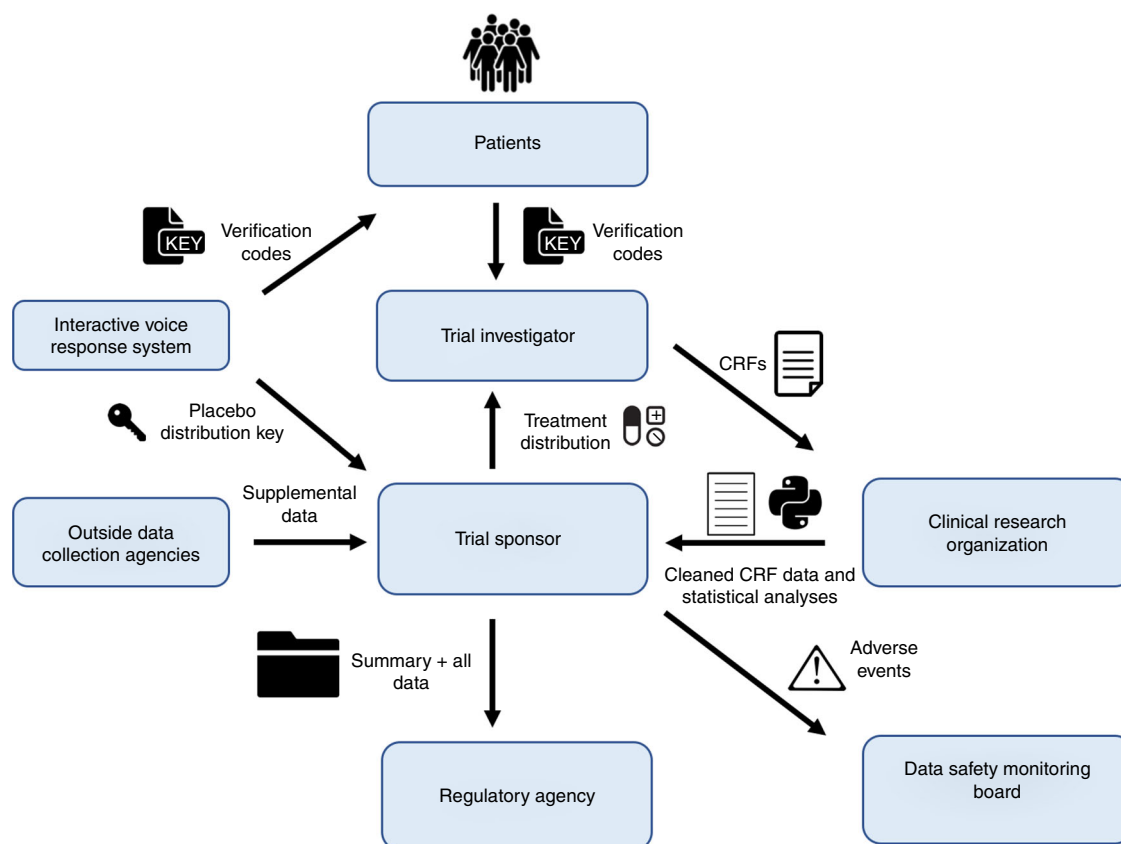 Patients
KEY
Verification
codes
KEY
Verification
codes
Interactive voice
response system
Trial investigator
CRFs
Placebo
distribution key
Treatment
distribution
Outside data
collection agencies
Supplemental
data
Trial sponsor
Clinical research
organization
Cleaned CRF data and
statistical analyses
Summary + all
data
Adverse
events
Regulatory agency
Data safety monitoring
board